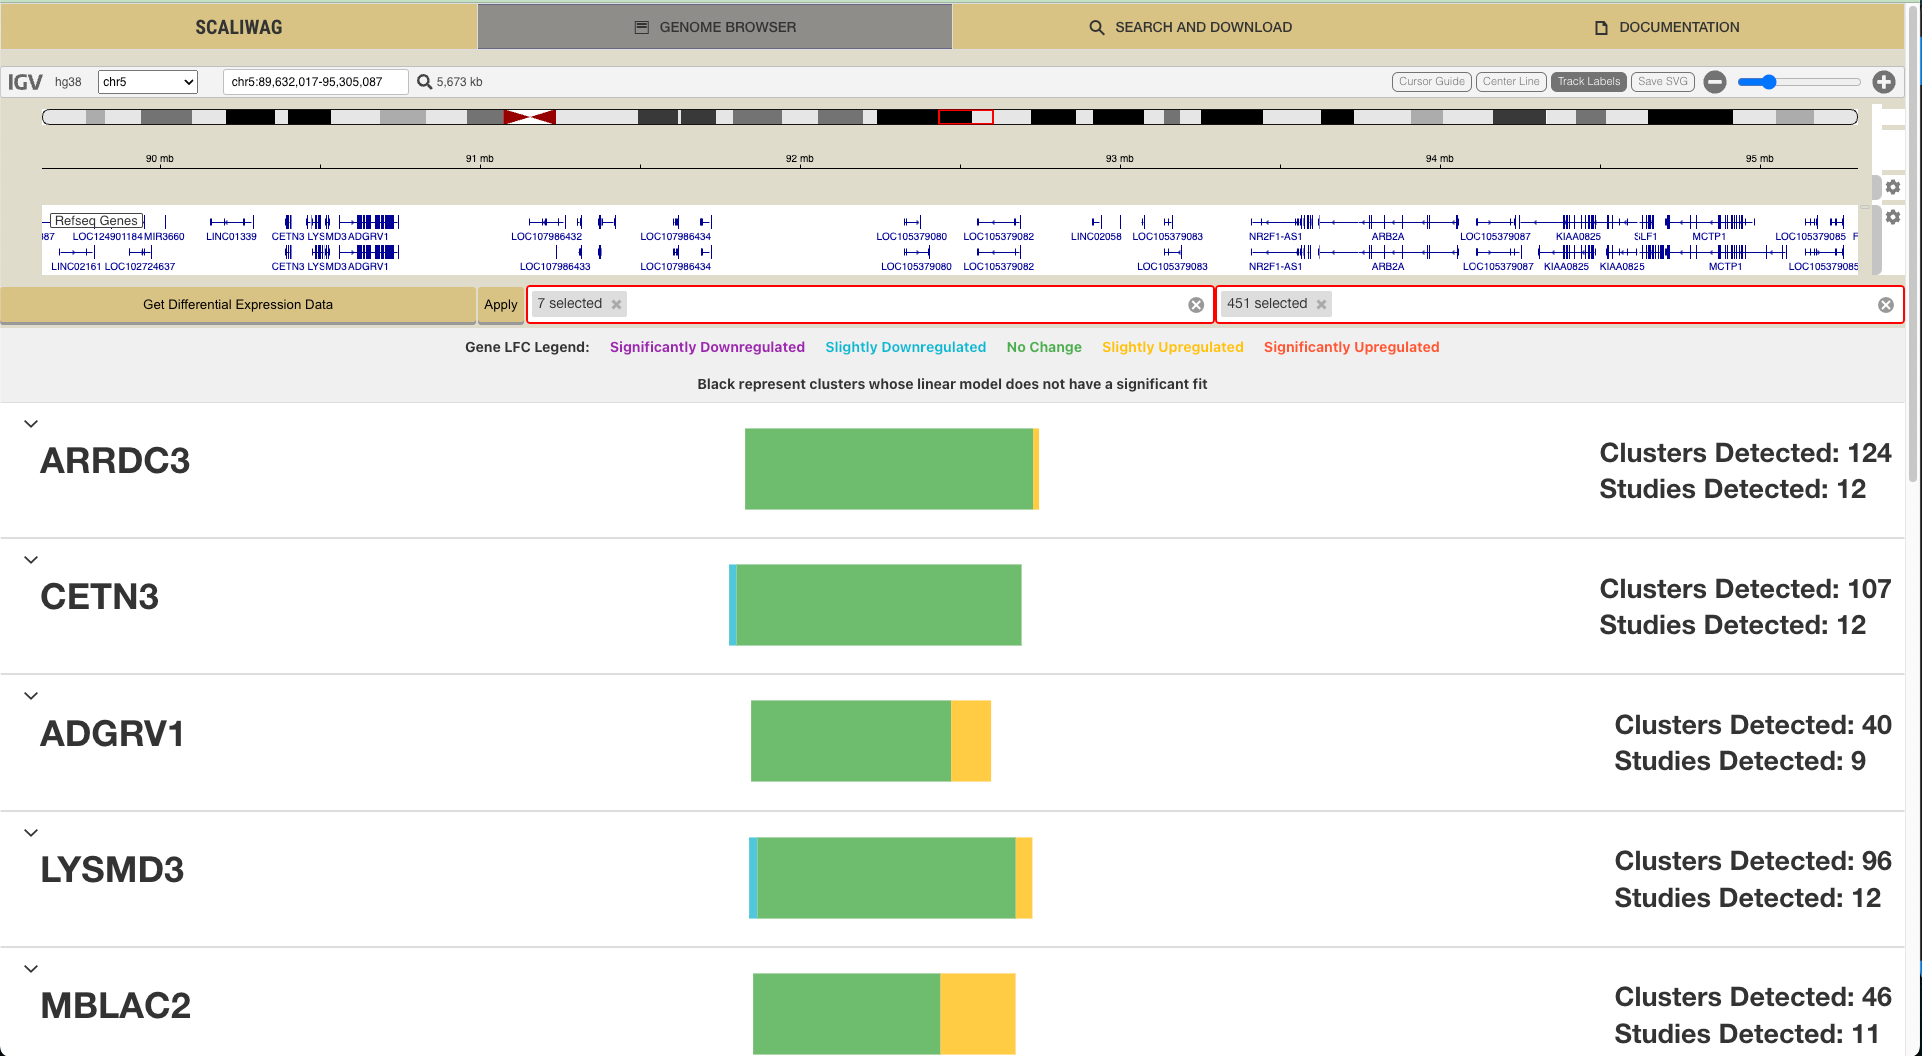 SCALIWAG
GENOME BROWSER
SEARCH AND DOWNLOAD
DOCUMENTATION
IGV hg38 chr5 chr5:89,632,017-95,305,087 5,673 kb
Cursor Guide Center Line Track Labels Save SVG
90 mb 91 mb 92 mb 93 mb 94 mb 95 mb
Refseq Genes
387 LOC124901184 MIR3660 LINC01339 CETN3 LYSMD3 ADGRV1 LOC107986432 LOC107986434 LOC105379080 LOC105379082 LINC02058 LOC105379083 NR2F1-AS1 ARB2A LOC105379087 KIAA0825 SLF1 MCTP1 LOC105379085 F
LINC02161 LOC102724637 CETN3 LYSMD3 ADGRV1 LOC107986433 LOC107986434 LOC105379080 LOC105379082 LOC105379083 NR2F1-AS1 ARB2A LOC105379087 KIAA0825 KIAA0825 MCTP1 LOC105379085
Get Differential Expression Data Apply 7 selected 451 selected
Gene LFC Legend: Significantly Downregulated Slightly Downregulated No Change Slightly Upregulated Significantly Upregulated
Black represent clusters whose linear model does not have a significant fit
ARRDC3
Clusters Detected: 124
Studies Detected: 12
CETN3
Clusters Detected: 107
Studies Detected: 12
ADGRV1
Clusters Detected: 40
Studies Detected: 9
LYSMD3
Clusters Detected: 96
Studies Detected: 12
MBLAC2
Clusters Detected: 46
Studies Detected: 11